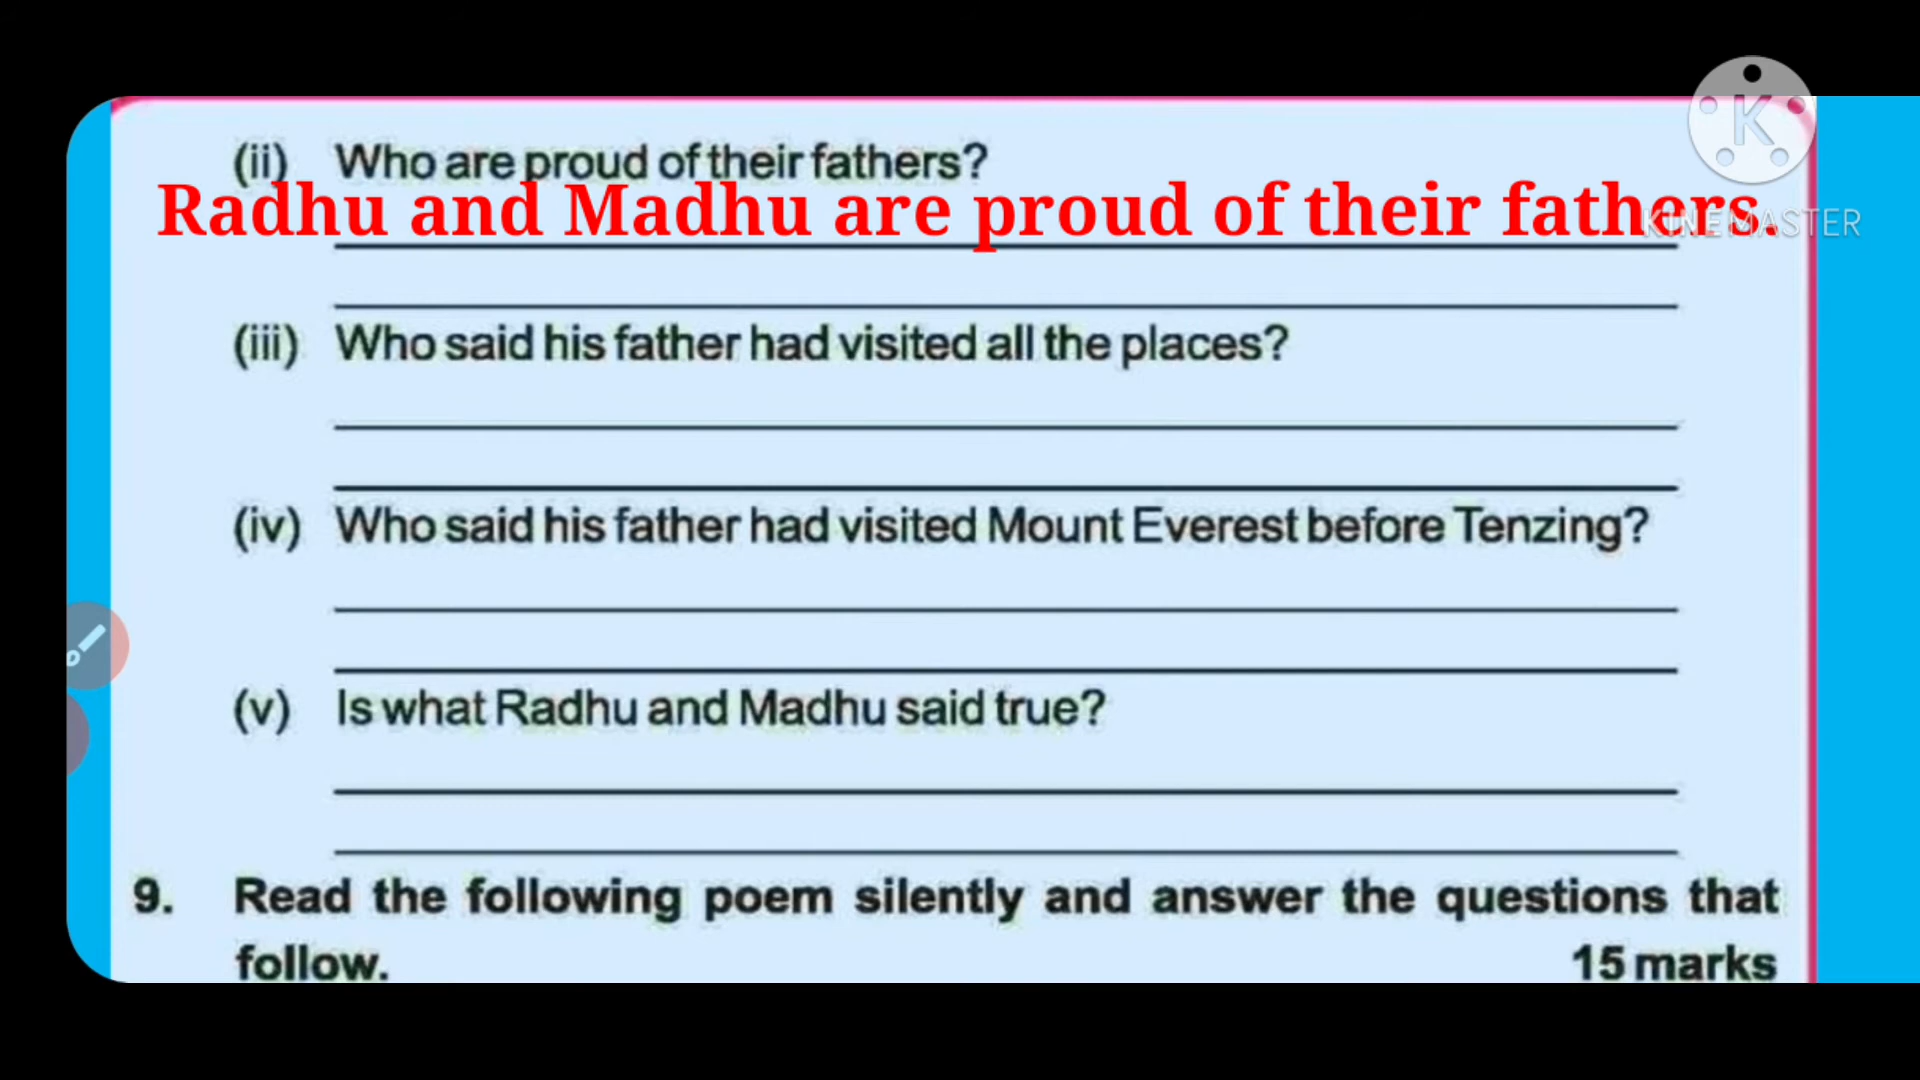 (ii) Who are proud of their fathers?
Radhu and Madhu are proud of their fathers.
K
KINEMASTER
(iii) Who said his father had visited all the places?
(iv) Who said his father had visited Mount Everest before Tenzing?
(v) Is what Radhu and Madhu said true?
9. Read the following poem silently and answer the questions that
follow. 15 marks